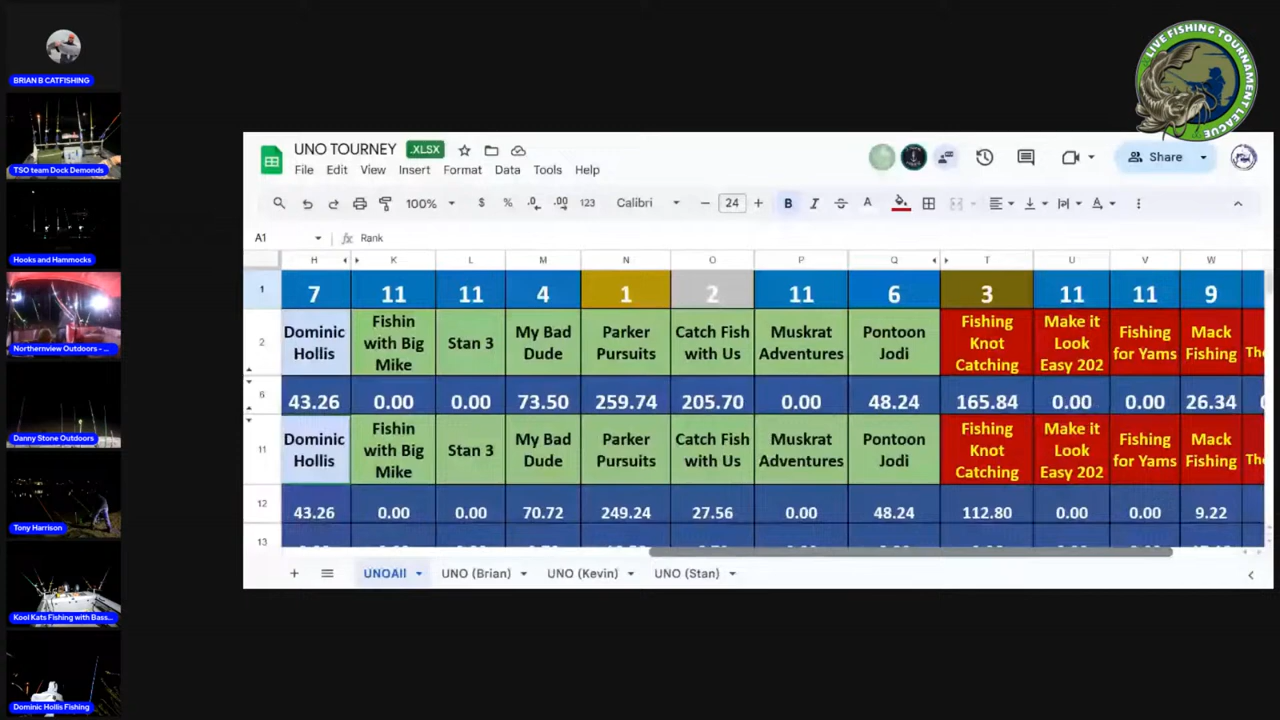 BRIAN B CATFISHING
TSO team Dock Demonds
Hooks and Hammocks
Northernview Outdoors - ...
Danny Stone Outdoors
Tony Harrison
Kool Kats Fishing with Bass...
Dominic Hollis Fishing
LIVE FISHING TOURNAMENT LEAGUE
UNO TOURNEY .XLSX
File Edit View Insert Format Data Tools Help
Share
100% $ % .0 .00 123 Calibri 24 B I A
A1 fx Rank
H K L M N O P Q T U V W
1 7 11 11 4 1 2 11 6 3 11 11 9
2 Dominic Hollis Fishin with Big Mike Stan 3 My Bad Dude Parker Pursuits Catch Fish with Us Muskrat Adventures Pontoon Jodi Fishing Knot Catching Make it Look Easy 202 Fishing for Yams Mack Fishing
6 43.26 0.00 0.00 73.50 259.74 205.70 0.00 48.24 165.84 0.00 0.00 26.34
11 Dominic Hollis Fishin with Big Mike Stan 3 My Bad Dude Parker Pursuits Catch Fish with Us Muskrat Adventures Pontoon Jodi Fishing Knot Catching Make it Look Easy 202 Fishing for Yams Mack Fishing
12 43.26 0.00 0.00 70.72 249.24 27.56 0.00 48.24 112.80 0.00 0.00 9.22
13
UNOAll UNO (Brian) UNO (Kevin) UNO (Stan)